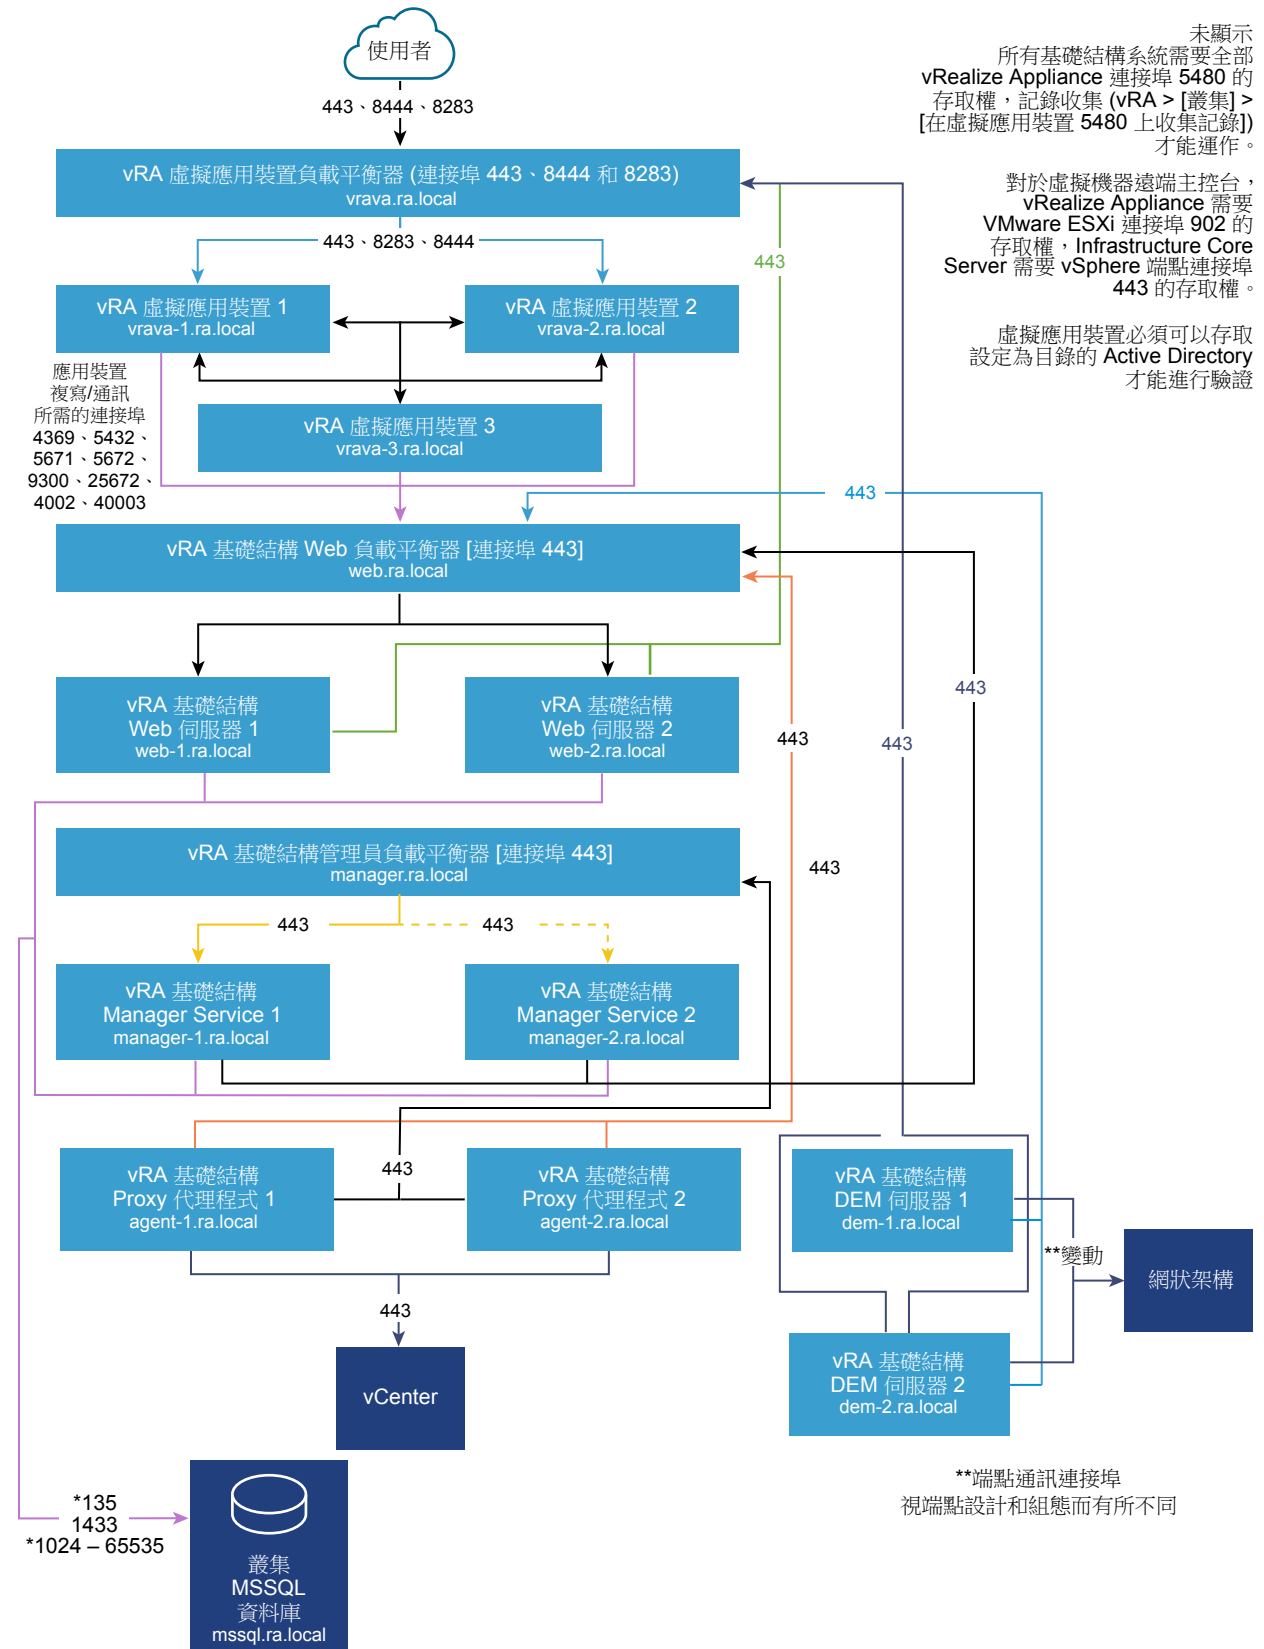 使用者
443、8444、8283
未顯示
所有基礎結構系統需要全部
vRealize Appliance 連接埠 5480 的
存取權，記錄收集 (vRA > [叢集] >
[在虛擬應用裝置 5480 上收集記錄])
才能運作。
對於虛擬機器遠端主控台，
vRealize Appliance 需要
VMware ESXi 連接埠 902 的
存取權，Infrastructure Core
Server 需要 vSphere 端點連接埠
443 的存取權。
虛擬應用裝置必須可以存取
設定為目錄的 Active Directory
才能進行驗證
vRA 虛擬應用裝置負載平衡器 (連接埠 443、8444 和 8283)
vrava.ra.local
443、8283、8444
443
vRA 虛擬應用裝置 1
vrava-1.ra.local
vRA 虛擬應用裝置 2
vrava-2.ra.local
應用裝置
複寫/通訊
所需的連接埠
4369、5432、
5671、5672、
9300、25672、
4002、40003
vRA 虛擬應用裝置 3
vrava-3.ra.local
443
vRA 基礎結構 Web 負載平衡器 [連接埠 443]
web.ra.local
vRA 基礎結構
Web 伺服器 1
web-1.ra.local
vRA 基礎結構
Web 伺服器 2
web-2.ra.local
443
443
443
vRA 基礎結構管理員負載平衡器 [連接埠 443]
manager.ra.local
443
443
443
vRA 基礎結構
Manager Service 1
manager-1.ra.local
vRA 基礎結構
Manager Service 2
manager-2.ra.local
443
vRA 基礎結構
Proxy 代理程式 1
agent-1.ra.local
vRA 基礎結構
Proxy 代理程式 2
agent-2.ra.local
vRA 基礎結構
DEM 伺服器 1
dem-1.ra.local
**變動
網狀架構
443
vCenter
vRA 基礎結構
DEM 伺服器 2
dem-2.ra.local
**端點通訊連接埠
視端點設計和組態而有所不同
*135
1433
*1024 – 65535
叢集
MSSQL
資料庫
mssql.ra.local